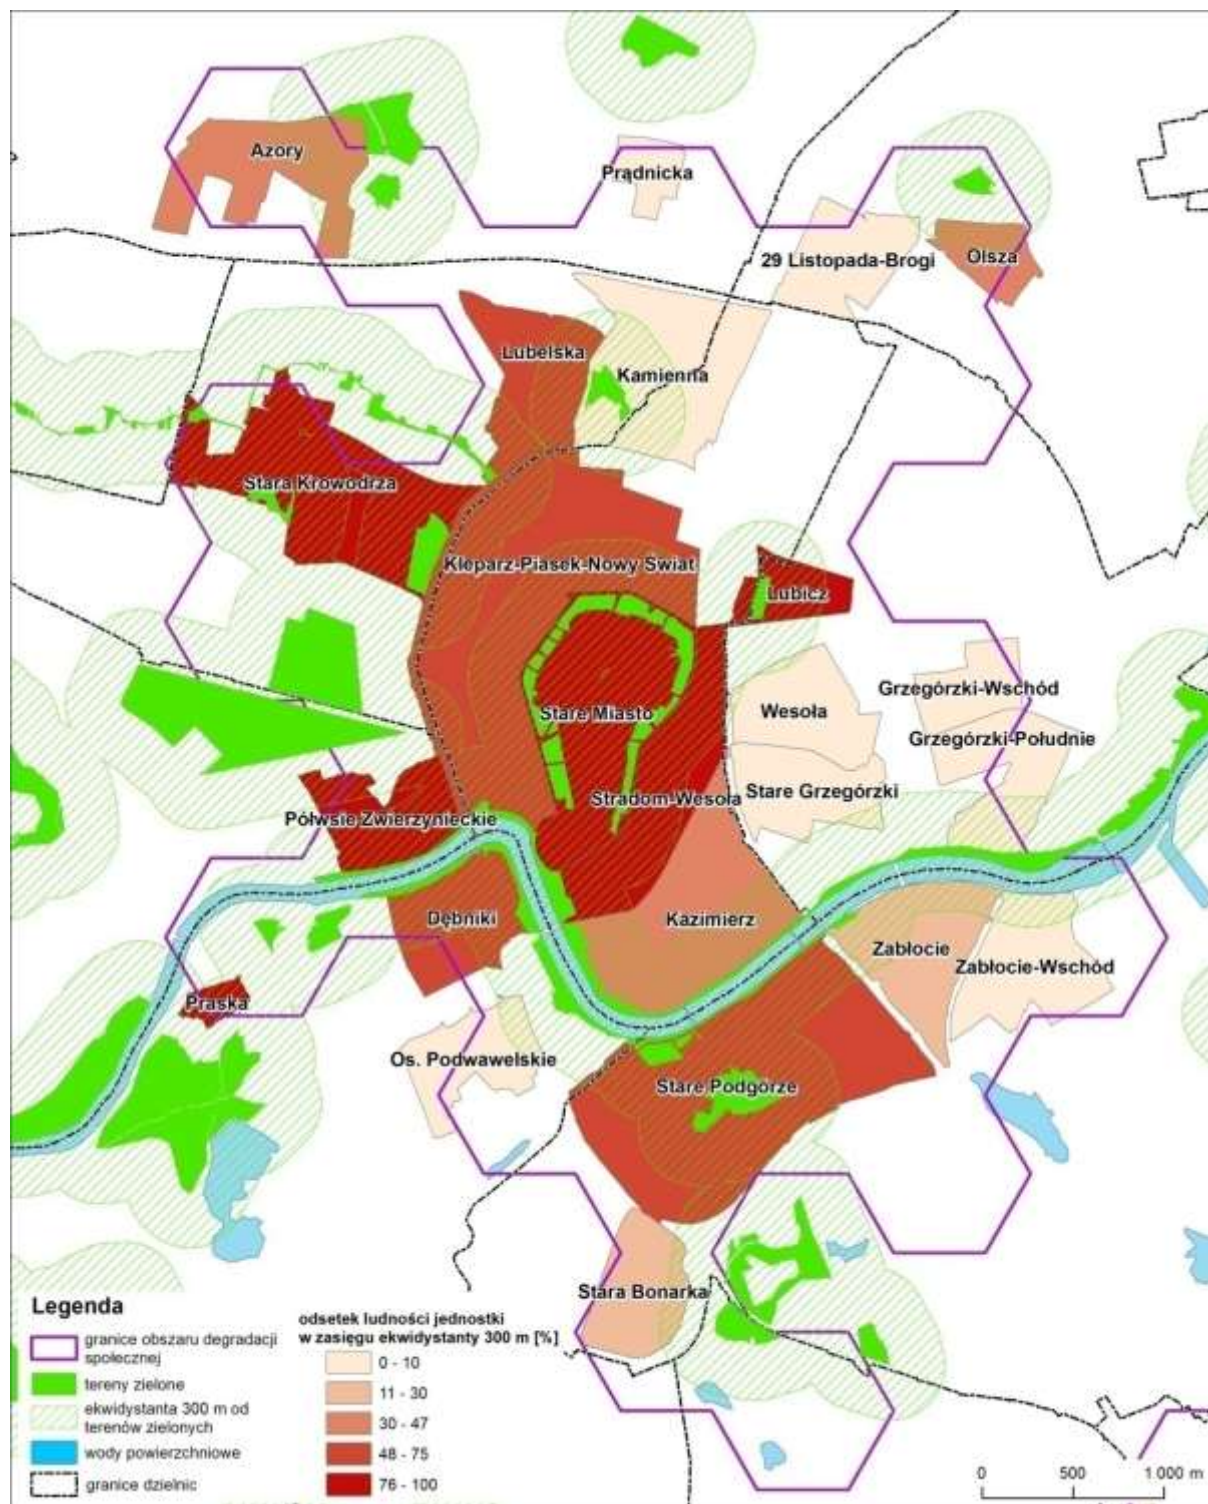 Azory
Prądnicka
29 Listopada-Brogi
Olsza
Lubelska
Kamienna
Stara Krowodrza
Kleparz-Piasek-Nowy Świat
Lubicz
Grzegórzki-Wschód
Wesoła
Stare Miasto
Grzegórzki-Południe
Stare Grzegórzki
Stradom-Wesoła
Półwsie Zwierzynieckie
Dębniki
Kazimierz
Zabłocie
Zabłocie-Wschód
Praska
Os. Podwawelskie
Stare Podgórze
Stara Bonarka
Legenda
granice obszaru degradacji
społecznej
tereny zielone
ekwidystanta 300 m od
terenów zielonych
wody powierzchniowe
granice dzielnic
odsetek ludności jednostki
w zasięgu ekwidystanty 300 m [%]
0 - 10
11 - 30
30 - 47
48 - 75
76 - 100
0 500 1 000 m